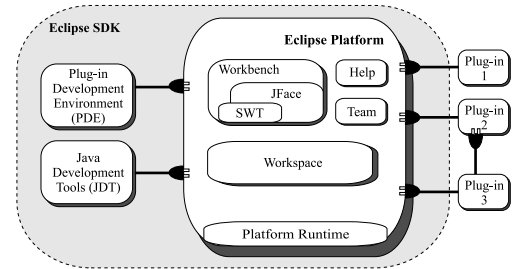 Eclipse SDK
Eclipse Platform
Plug-in
Development
Environment
(PDE)
Java
Development
Tools (JDT)
Workbench
JFace
SWT
Help
Team
Workspace
Platform Runtime
Plug-in
1
Plug-in
2
Plug-in
3